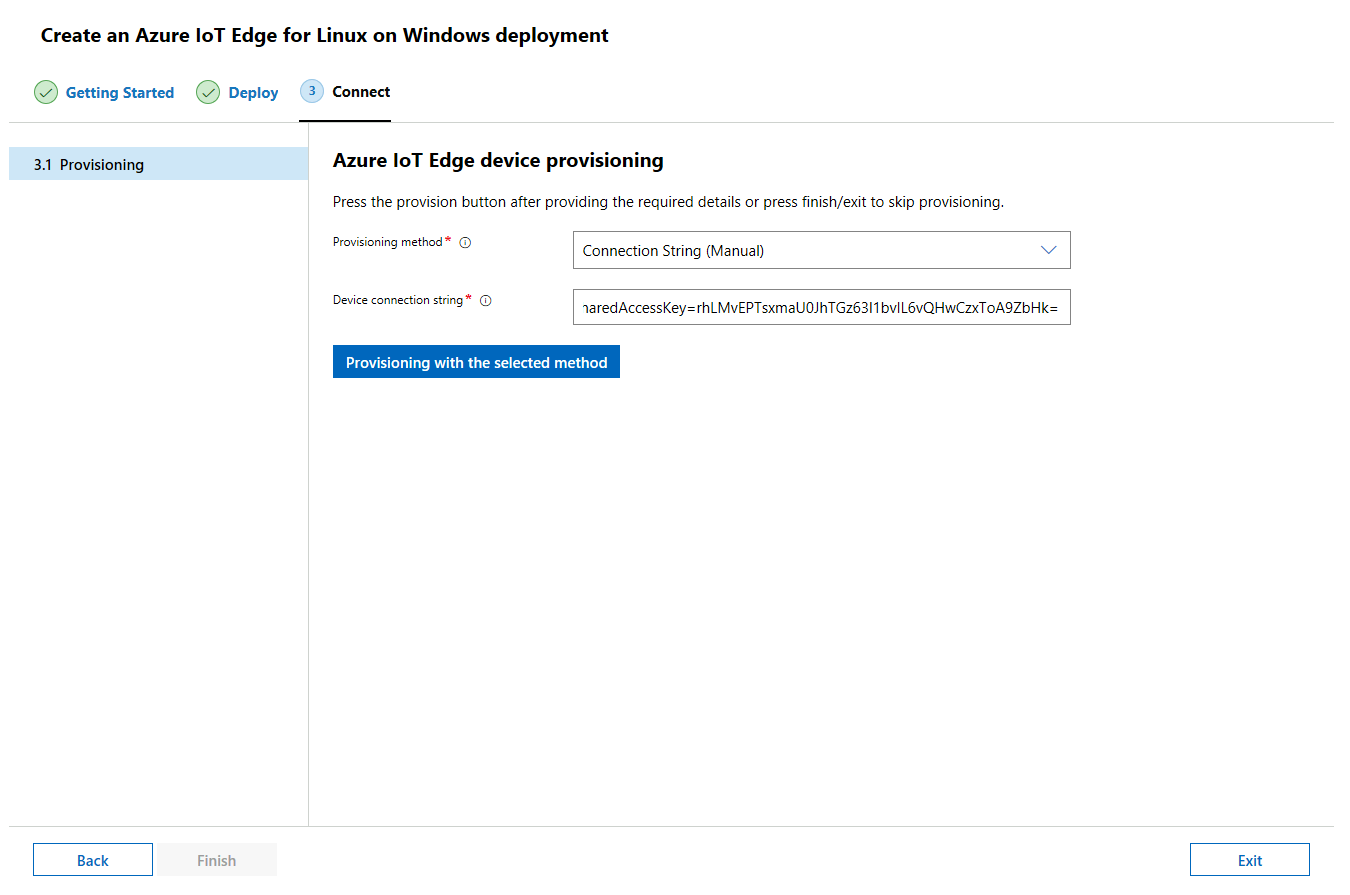 Create an Azure IoT Edge for Linux on Windows deployment
Getting Started
Deploy
3 Connect
3.1 Provisioning
Azure IoT Edge device provisioning
Press the provision button after providing the required details or press finish/exit to skip provisioning.
Provisioning method*
Connection String (Manual)
Device connection string*
haredAccessKey=rhLMvEPTsxmaU0JhTGz63I1bvIL6vQHwCzxToA9ZbHk=
Provisioning with the selected method
Back
Finish
Exit